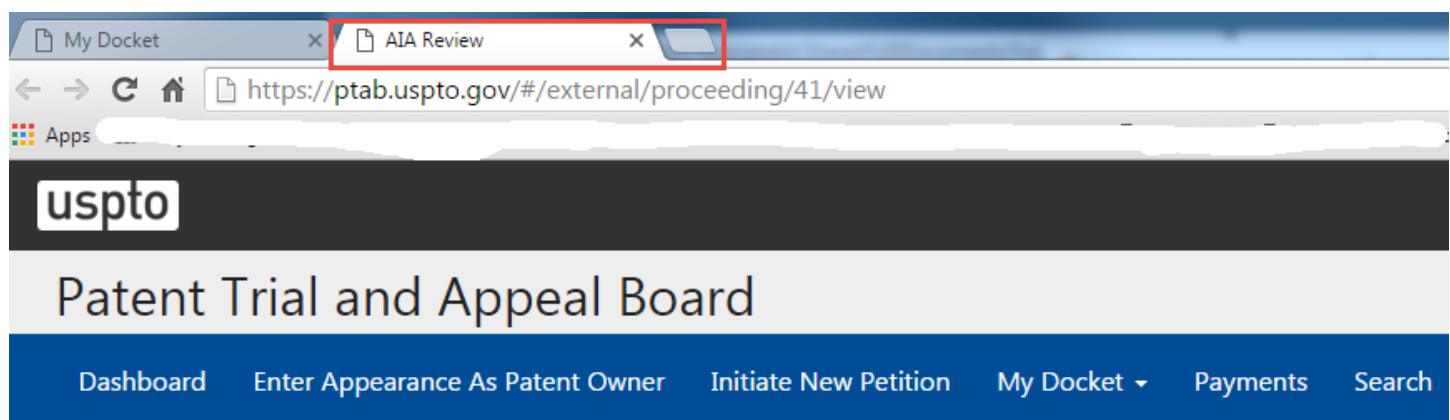 My Docket AIA Review
https://ptab.uspto.gov/#/external/proceeding/41/view
Apps
uspto
Patent Trial and Appeal Board
Dashboard Enter Appearance As Patent Owner Initiate New Petition My Docket Payments Search